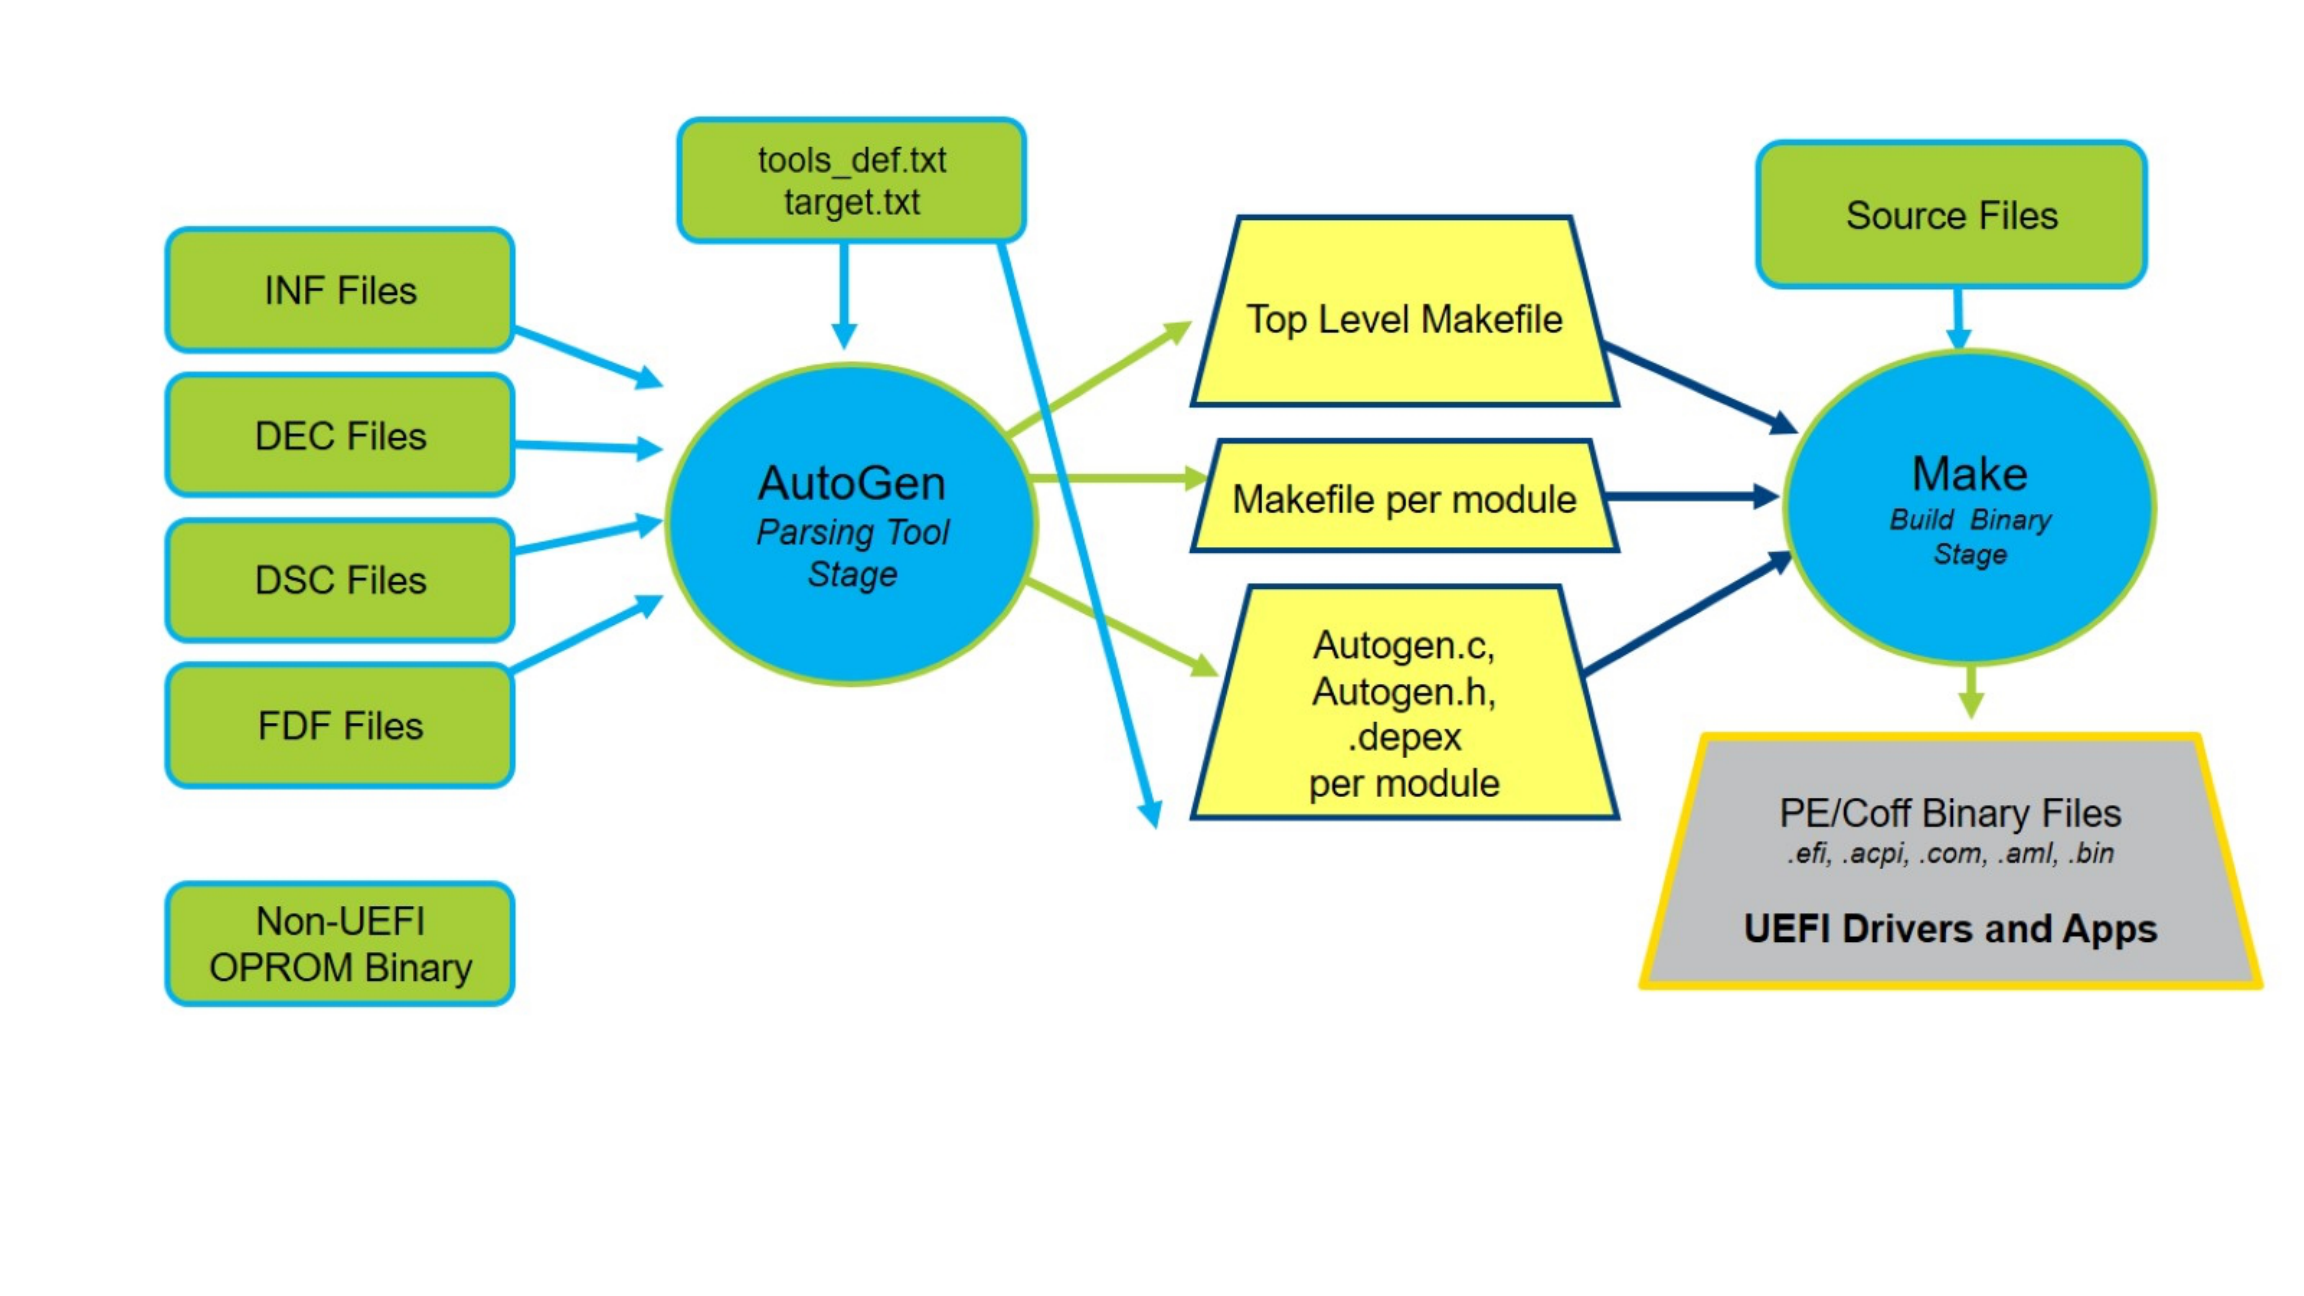 tools_def.txt
target.txt
Source Files
INF Files
DEC Files
DSC Files
FDF Files
Non-UEFI
OPROM Binary
AutoGen
Parsing Tool
Stage
Top Level Makefile
Makefile per module
Autogen.c,
Autogen.h,
.depex
per module
Make
Build Binary
Stage
PE/Coff Binary Files
.efi, .acpi, .com, .aml, .bin
UEFI Drivers and Apps